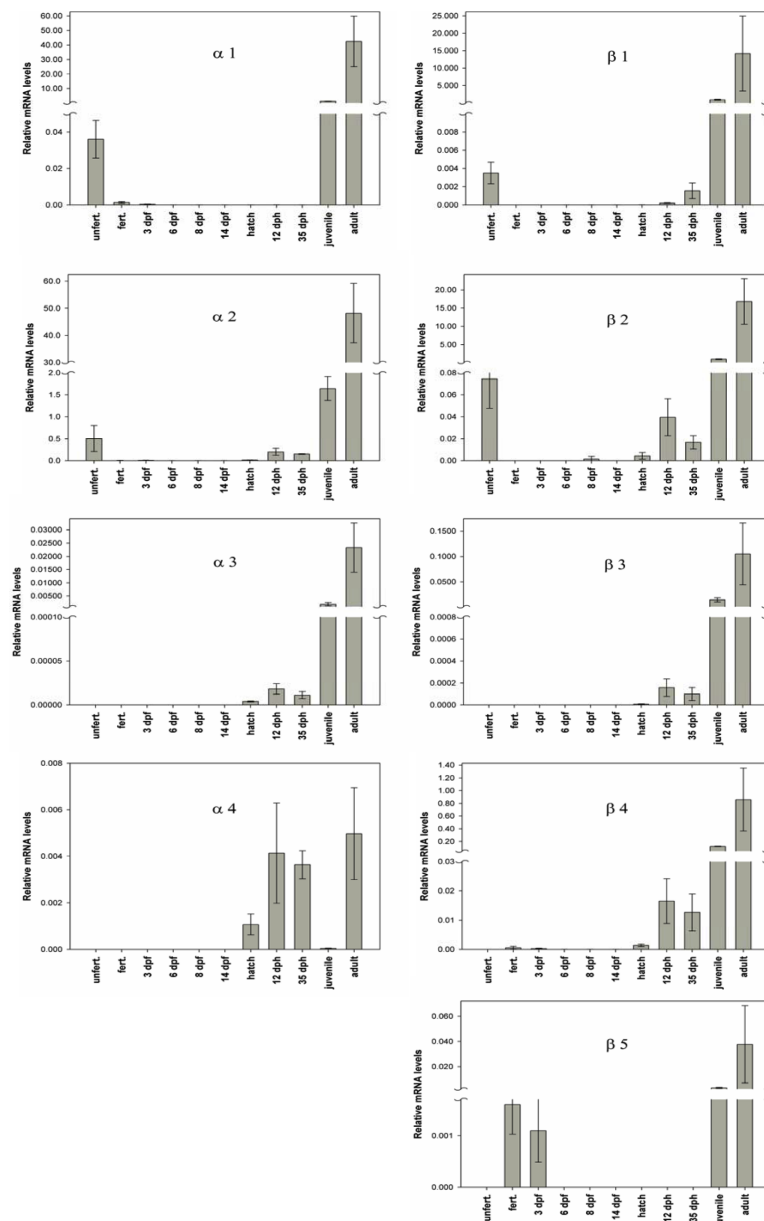 60.00
50.00
40.00
30.00
20.00
10.00
0.04
0.02
0.00
Relative mRNA levels
α 1
unfert.
fert.
3 dpf
6 dpf
8 dpf
14 dpf
hatch
12 dph
35 dph
juvenile
adult
25.000
20.000
15.000
10.000
5.000
0.008
0.006
0.004
0.002
0.000
Relative mRNA levels
β 1
unfert.
fert.
3 dpf
6 dpf
8 dpf
14 dpf
hatch
12 dph
35 dph
juvenile
adult
60.0
50.0
40.0
30.0
2.0
1.5
1.0
0.5
0.0
Relative mRNA levels
α 2
unfert.
fert.
3 dpf
6 dpf
8 dpf
14 dpf
hatch
12 dph
35 dph
juvenile
adult
20.00
15.00
10.00
5.00
0.08
0.06
0.04
0.02
0.00
Relative mRNA levels
β 2
unfert.
fert.
3 dpf
6 dpf
8 dpf
14 dpf
hatch
12 dph
35 dph
juvenile
adult
0.03000
0.02500
0.02000
0.01500
0.01000
0.00500
0.00010
0.00005
0.00000
Relative mRNA levels
α 3
unfert.
fert.
3 dpf
6 dpf
8 dpf
14 dpf
hatch
12 dph
35 dph
juvenile
adult
0.1500
0.1000
0.0500
0.0008
0.0006
0.0004
0.0002
0.0000
Relative mRNA levels
β 3
unfert.
fert.
3 dpf
6 dpf
8 dpf
14 dpf
hatch
12 dph
35 dph
juvenile
adult
0.008
0.006
0.004
0.002
0.000
Relative mRNA levels
α 4
unfert.
fert.
3 dpf
6 dpf
8 dpf
14 dpf
hatch
12 dph
35 dph
juvenile
adult
1.40
1.20
1.00
0.80
0.60
0.40
0.20
0.03
0.02
0.01
0.00
Relative mRNA levels
β 4
unfert.
fert.
3 dpf
6 dpf
8 dpf
14 dpf
hatch
12 dph
35 dph
juvenile
adult
0.060
0.040
0.020
0.001
0.000
Relative mRNA levels
β 5
unfert.
fert.
3 dpf
6 dpf
8 dpf
14 dpf
hatch
12 dph
35 dph
juvenile
adult